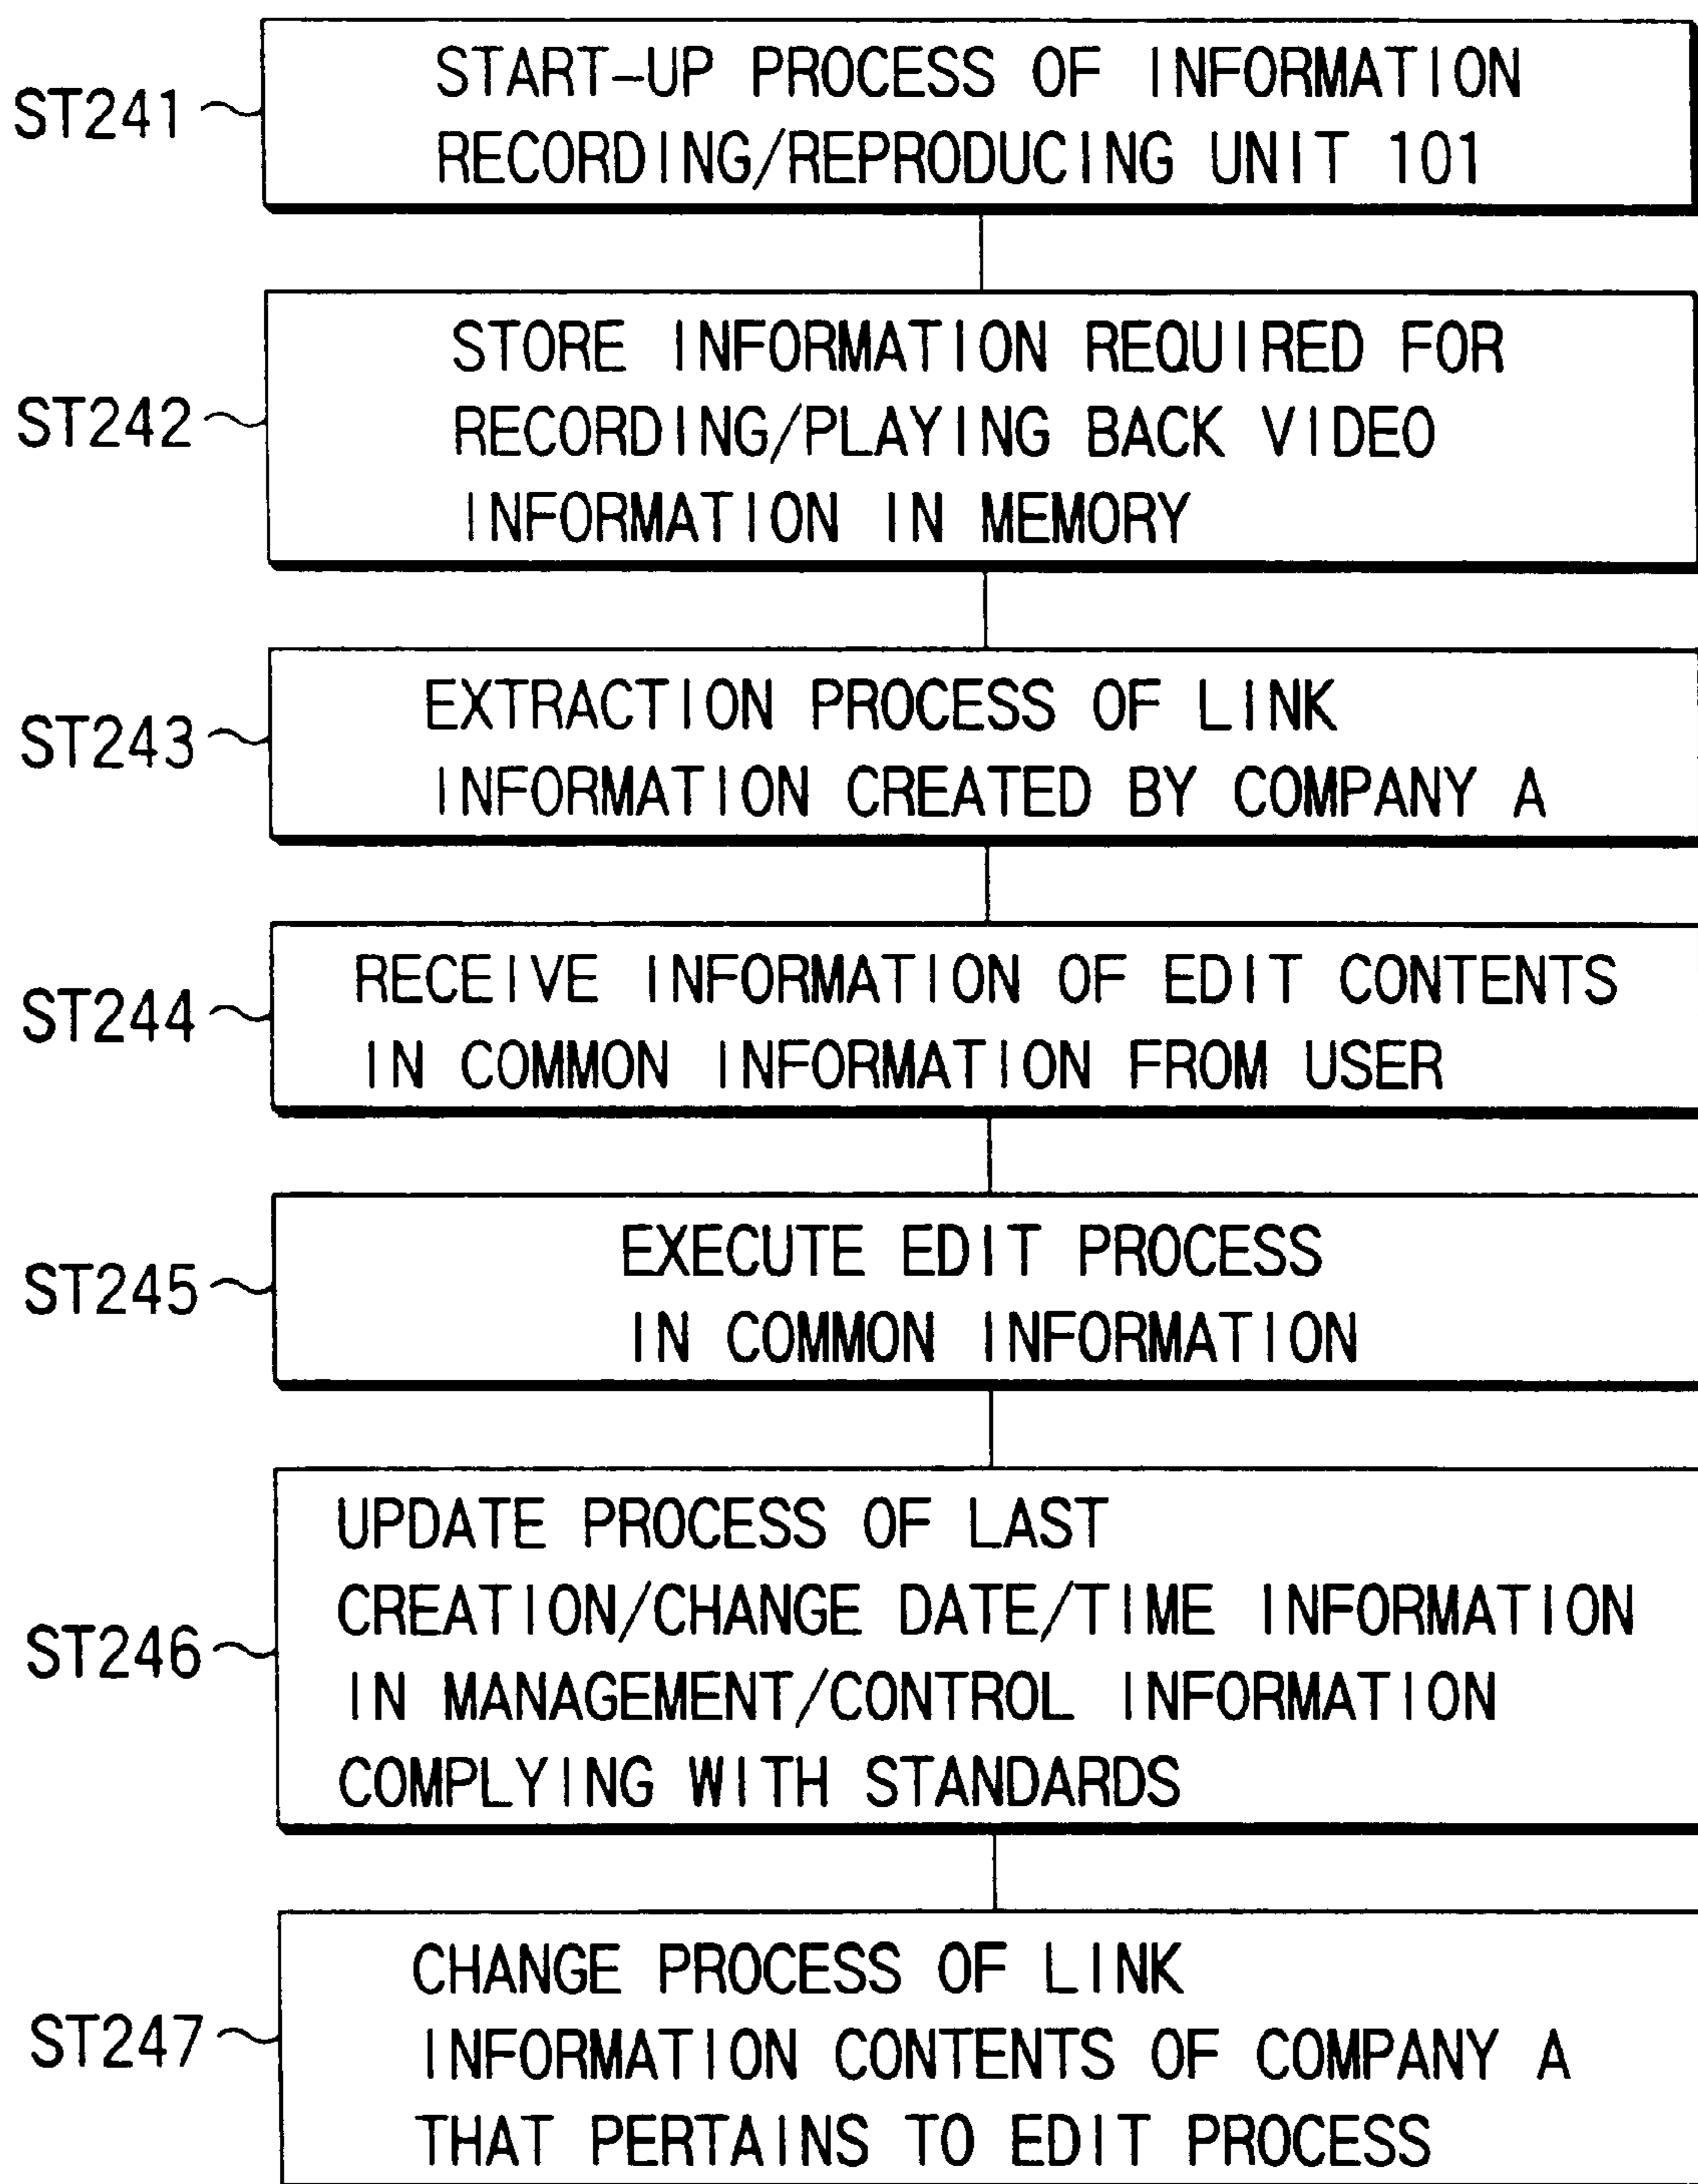 START-UP PROCESS OF INFORMATION
ST241
RECORDING/REPRODUCING UNIT 101
STORE INFORMATION REQUIRED FOR
ST242
RECORDING/PLAYING BACK VIDEO
INFORMATION IN MEMORY
EXTRACTION PROCESS OF LINK
ST243
INFORMATION CREATED BY COMPANY A
RECEIVE INFORMATION OF EDIT CONTENTS
ST244
IN COMMON INFORMATION FROM USER
EXECUTE EDIT PROCESS
ST245
IN COMMON INFORMATION
UPDATE PROCESS OF LAST
CREATION/CHANGE DATE/TIME INFORMATION
ST246
IN MANAGEMENT/CONTROL INFORMATION
COMPLYING WITH STANDARDS
CHANGE PROCESS OF LINK
ST247
INFORMATION CONTENTS OF COMPANY A
THAT PERTAINS TO EDIT PROCESS